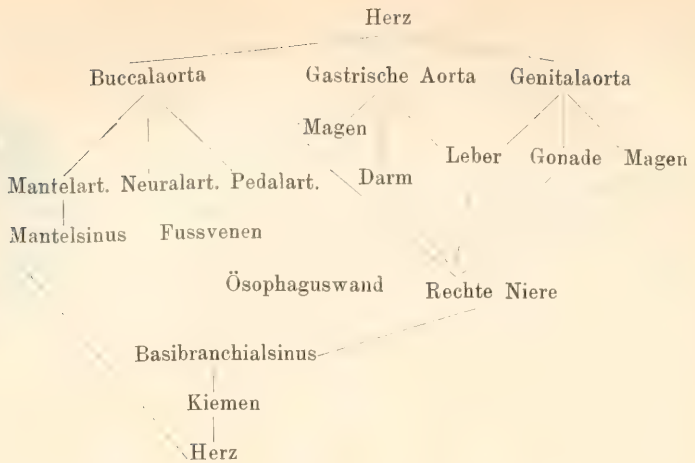 Herz
Buccalaorta Gastrische Aorta Genitalaorta
Magen
Leber Gonade Magen
Mantelart. Neuralart. Pedalart. Darm
Mantelsinus Fussvenen
Ösophaguswand Rechte Niere
Basibranchialsinus
Kiemen
Herz